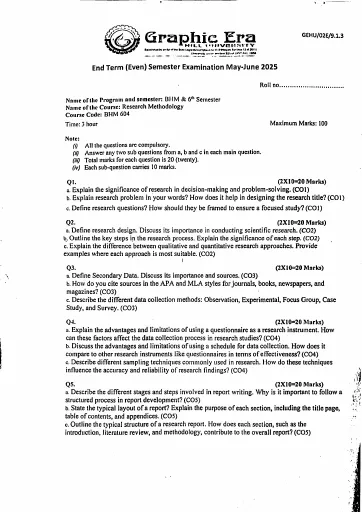 GEHU/02E/9.1.3
Graphic Era
HILL UNIVERSITY
End Term (Even) Semester Examination May-June 2025
Roll no..............................
Name of the Program and semester: BHM & 6th Semester
Name of the Course: Research Methodology
Course Code: BHM 604
Time: 3 hour Maximum Marks: 100
Note:
(i) All the questions are compulsory.
(ii) Answer any two sub questions from a, b and c in each main question.
(iii) Total marks for each question is 20 (twenty).
(iv) Each sub-question carries 10 marks.
Q1. (2X10=20 Marks)
a. Explain the significance of research in decision-making and problem-solving. (CO1)
b. Explain research problem in your words? How does it help in designing the research title? (CO1)
c. Define research questions? How should they be framed to ensure a focused study? (CO1)
Q2. (2X10=20 Marks)
a. Define research design. Discuss its importance in conducting scientific research. (CO2)
b. Outline the key steps in the research process. Explain the significance of each step. (CO2)
c. Explain the difference between qualitative and quantitative research approaches. Provide
examples where each approach is most suitable. (CO2)
Q3. (2X10=20 Marks)
a. Define Secondary Data. Discuss its importance and sources. (CO3)
b. How do you cite sources in the APA and MLA styles for journals, books, newspapers, and
magazines? (CO3)
c. Describe the different data collection methods: Observation, Experimental, Focus Group, Case
Study, and Survey. (CO3)
Q4. (2X10=20 Marks)
a. Explain the advantages and limitations of using a questionnaire as a research instrument. How
can these factors affect the data collection process in research studies? (CO4)
b. Discuss the advantages and limitations of using a schedule for data collection. How does it
compare to other research instruments like questionnaires in terms of effectiveness? (CO4)
c. Describe different sampling techniques commonly used in research. How do these techniques
influence the accuracy and reliability of research findings? (CO4)
Q5. (2X10=20 Marks)
a. Describe the different stages and steps involved in report writing. Why is it important to follow a
structured process in report development? (CO5)
b. State the typical layout of a report? Explain the purpose of each section, including the title page,
table of contents, and appendices. (CO5)
c. Outline the typical structure of a research report. How does each section, such as the
introduction, literature review, and methodology, contribute to the overall report? (CO5)